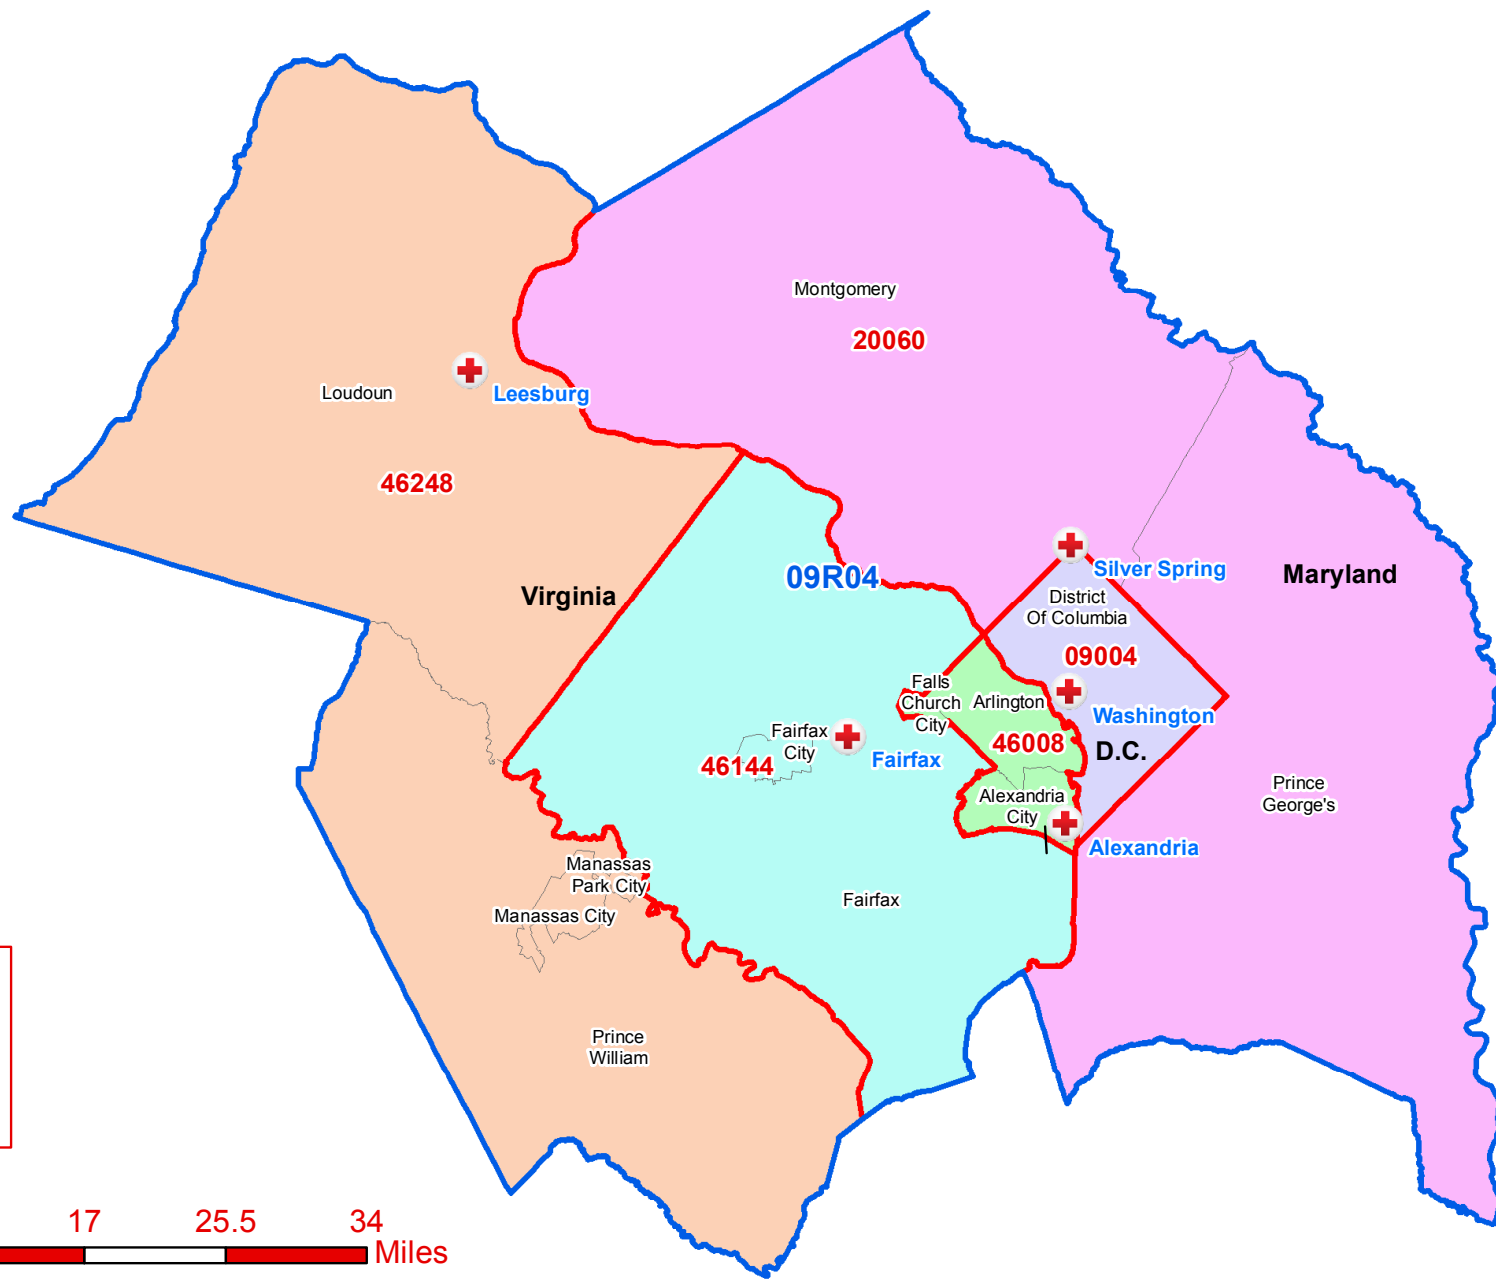 Montgomery
20060
Loudoun
Leesburg
46248
Silver Spring
Maryland
09R04
Virginia
District
Of Columbia
09004
Falls
Church
City
Arlington
Washington
Fairfax
City
46008
D.C.
46144
Fairfax
Prince
George's
Alexandria
City
Alexandria
Manassas
Park City
Fairfax
Manassas City
Prince
William
17 25.5 34
Miles